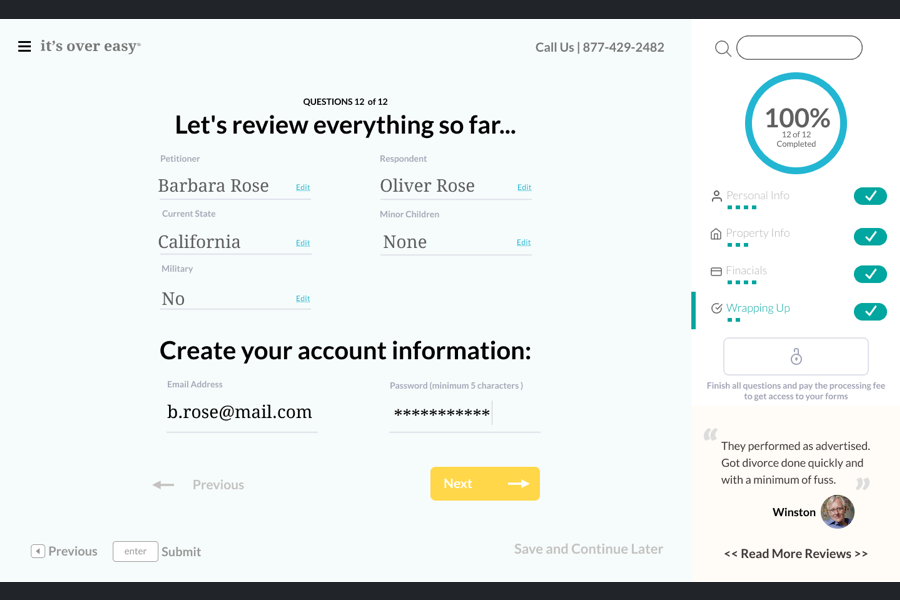 it's over easy
Call Us | 877-429-2482
QUESTIONS 12 of 12
Let's review everything so far...
Petitioner
Respondent
Barbara Rose
Edit
Oliver Rose
Edit
Current State
Minor Children
California
Edit
None
Edit
Military
No
Edit
Create your account information:
Email Address
Password (minimum 5 characters )
b.rose@mail.com
***********
Previous
Next
Previous
enter
Submit
Save and Continue Later
100%
12 of 12
Completed
Personal Info
Property Info
Finacials
Wrapping Up
Finish all questions and pay the processing fee
to get access to your forms
“
They performed as advertised.
Got divorce done quickly and
with a minimum of fuss.
”
Winston
<< Read More Reviews >>